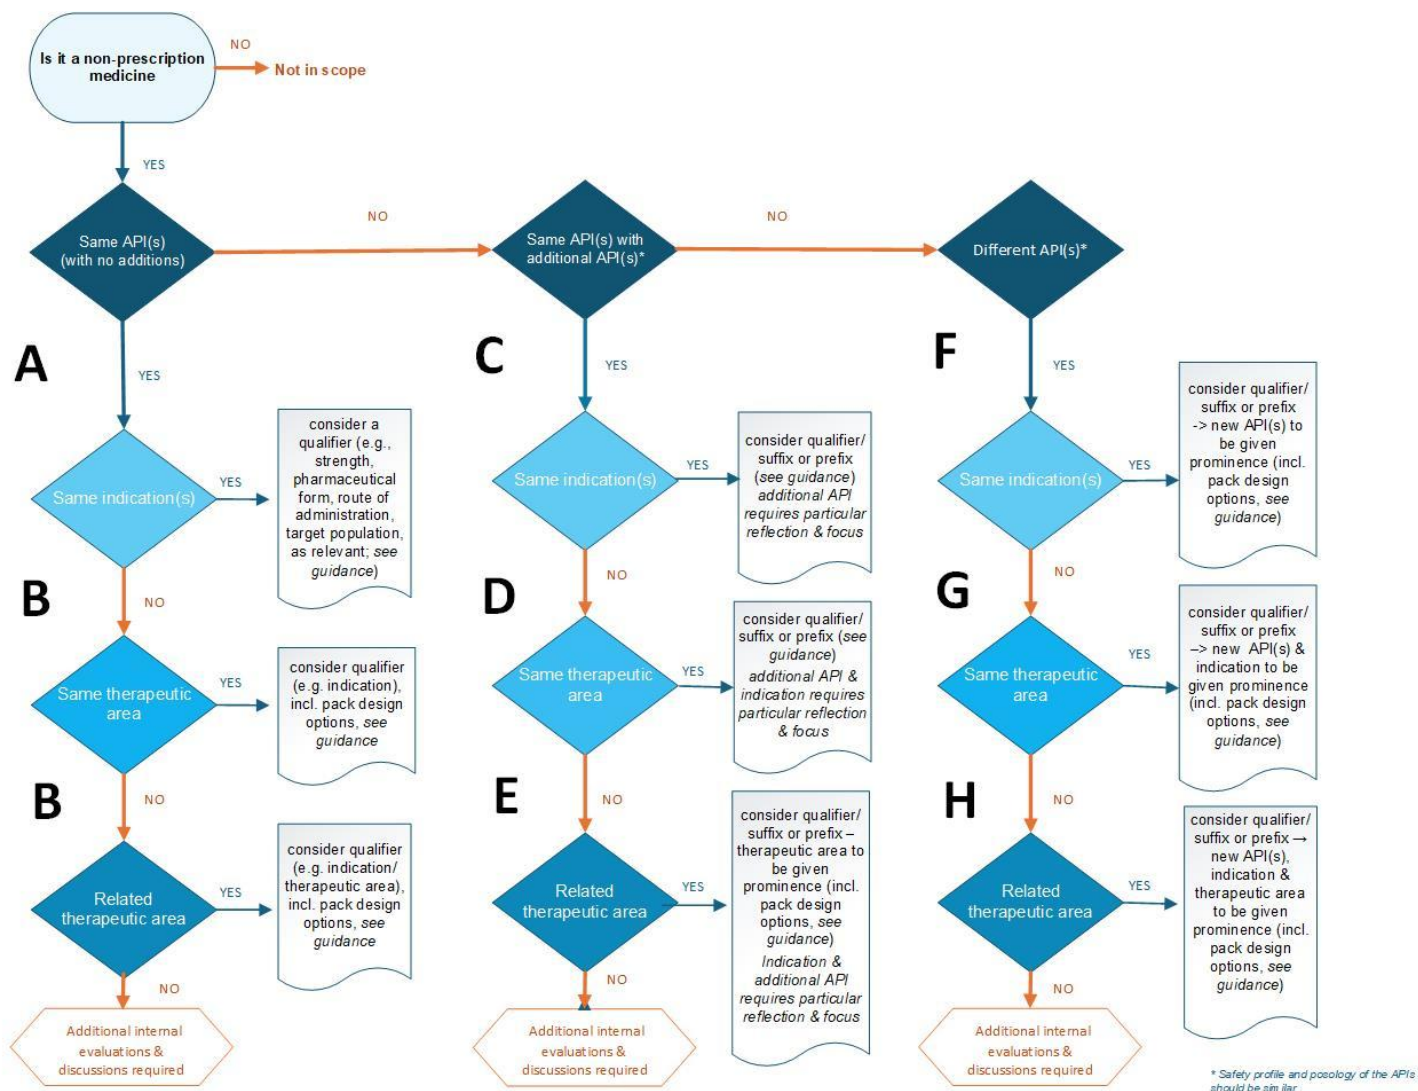 Is it a non-prescription
medicine
NO
Not in scope
YES
Same API(s)
(with no additions)
NO
Same API(s) with
additional API(s)*
NO
Different API(s)*
A
YES
Same indication(s)
YES
consider a
qualifier (e.g.,
strength,
pharmaceutical
form, route of
administration,
target population,
as relevant; see
guidance)
B
NO
Same therapeutic
area
YES
consider qualifier
(e.g. indication),
incl. pack design
options, see
guidance
B
NO
Related
therapeutic area
YES
consider qualifier
(e.g. indication/
therapeutic area),
incl. pack design
options, see
guidance
NO
Additional internal
evaluations &
discussions required
C
YES
Same indication(s)
YES
consider qualifier/
suffix or prefix
(see guidance)
additional API
requires particular
reflection & focus
D
NO
Same therapeutic
area
YES
consider qualifier/
suffix or prefix (see
guidance)
additional API &
indication requires
particular reflection
& focus
E
NO
Related
therapeutic area
YES
consider qualifier/
suffix or prefix –
therapeutic area to
be given
prominence (incl.
pack design
options, see
guidance)
Indication &
additional API
requires particular
reflection & focus
NO
Additional internal
evaluations &
discussions required
F
YES
Same indication(s)
YES
consider qualifier/
suffix or prefix
-> new API(s) to
be given
prominence (incl.
pack design
options, see
guidance)
G
NO
Same therapeutic
area
YES
consider qualifier/
suffix or prefix
–> new API(s) &
indication to be
given prominence
(incl. pack design
options, see
guidance)
H
NO
Related
therapeutic area
YES
consider qualifier/
suffix or prefix →
new API(s),
indication &
therapeutic area
to be given
prominence (incl.
pack design
options, see
guidance)
NO
Additional internal
evaluations &
discussions required
* Safety profile and posology of the APIs
should be similar